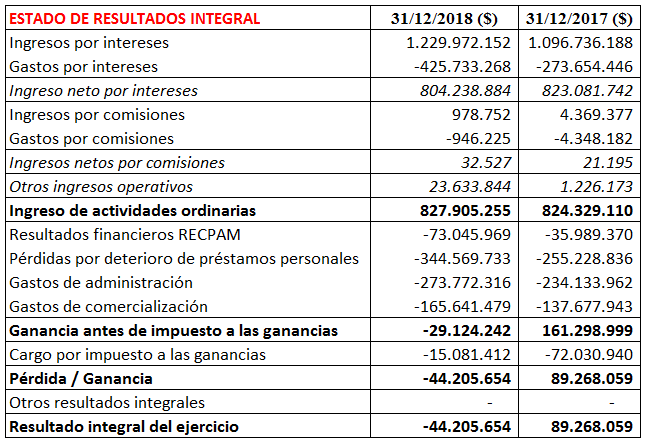 ESTADO DE RESULTADOS INTEGRAL 31/12/2018 ($) 31/12/2017 ($)
Ingresos por intereses 1.229.972.152 1.096.736.188
Gastos por intereses -425.733.268 -273.654.446
Ingreso neto por intereses 804.238.884 823.081.742
Ingresos por comisiones 978.752 4.369.377
Gastos por comisiones -946.225 -4.348.182
Ingresos netos por comisiones 32.527 21.195
Otros ingresos operativos 23.633.844 1.226.173
Ingreso de actividades ordinarias 827.905.255 824.329.110
Resultados financieros RECPAM -73.045.969 -35.989.370
Pérdidas por deterioro de préstamos personales -344.569.733 -255.228.836
Gastos de administración -273.772.316 -234.133.962
Gastos de comercialización -165.641.479 -137.677.943
Ganancia antes de impuesto a las ganancias -29.124.242 161.298.999
Cargo por impuesto a las ganancias -15.081.412 -72.030.940
Pérdida / Ganancia -44.205.654 89.268.059
Otros resultados integrales - -
Resultado integral del ejercicio -44.205.654 89.268.059